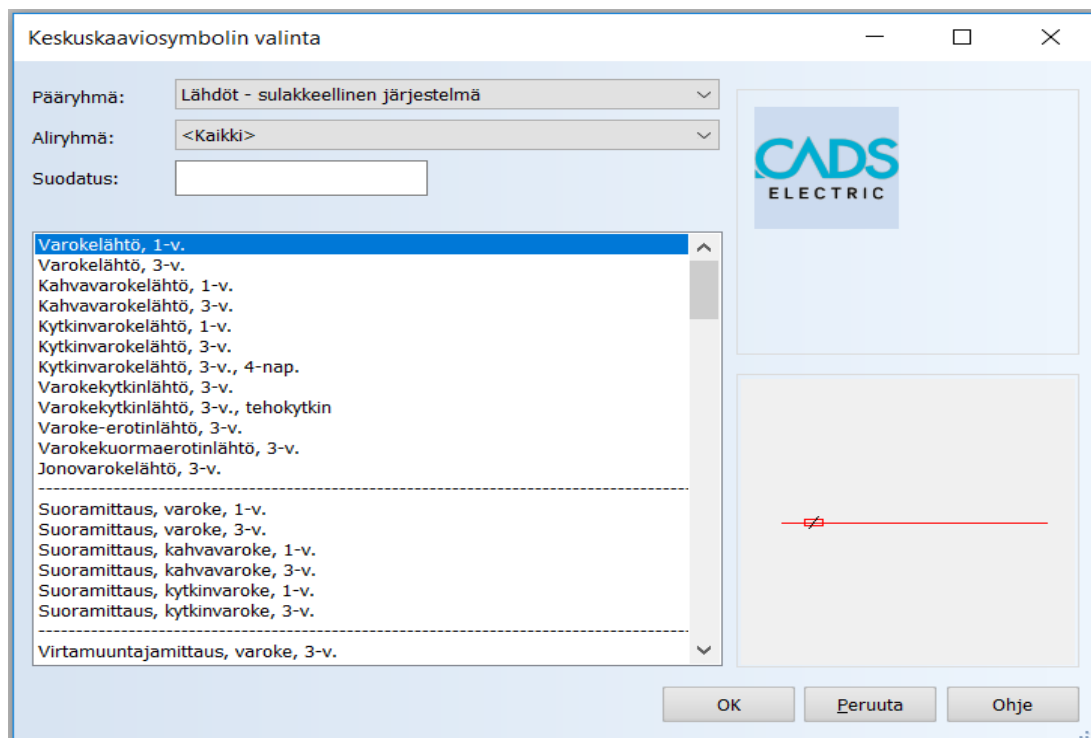 Keskuskaaviosymbolin valinta
Pääryhmä:
Lähdöt - sulakkeellinen järjestelmä
Aliryhmä:
<Kaikki>
Suodatus:
CADS
ELECTRIC
Varokelähtö, 1-v.
Varokelähtö, 3-v.
Kahvavarokelähtö, 1-v.
Kahvavarokelähtö, 3-v.
Kytkinvarokelähtö, 1-v.
Kytkinvarokelähtö, 3-v.
Kytkinvarokelähtö, 3-v., 4-nap.
Varokekytkinlähtö, 3-v.
Varokekytkinlähtö, 3-v., tehokytkin
Varoke-erotinlähtö, 3-v.
Varokekuormaerotinlähtö, 3-v.
Jonovarokelähtö, 3-v.
Suoramittaus, varoke, 1-v.
Suoramittaus, varoke, 3-v.
Suoramittaus, kahvavaroke, 1-v.
Suoramittaus, kahvavaroke, 3-v.
Suoramittaus, kytkinvaroke, 1-v.
Suoramittaus, kytkinvaroke, 3-v.
Virtamuuntajamittaus, varoke, 3-v.
OK
Peruuta
Ohje